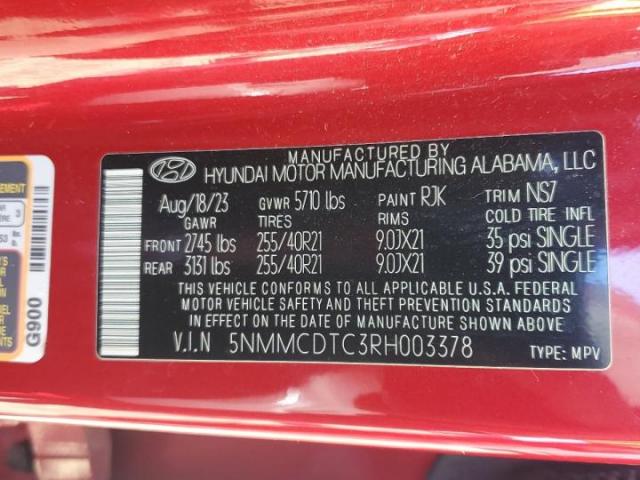 MANUFACTURED BY
HYUNDAI MOTOR MANUFACTURING ALABAMA, LLC
Aug/18/23 GVWR 5710 lbs PAINT RJK TRIM NS7
GAWR TIRES RIMS COLD TIRE INFL
FRONT 2745 lbs 255/40R21 9.0JX21 35 psi SINGLE
REAR 3131 lbs 255/40R21 9.0JX21 39 psi SINGLE
THIS VEHICLE CONFORMS TO ALL APPLICABLE U.S.A. FEDERAL
MOTOR VEHICLE SAFETY AND THEFT PREVENTION STANDARDS
IN EFFECT ON THE DATE OF MANUFACTURE SHOWN ABOVE.
V.I.N 5NMMCDTC3RH003378 TYPE: MPV
G900